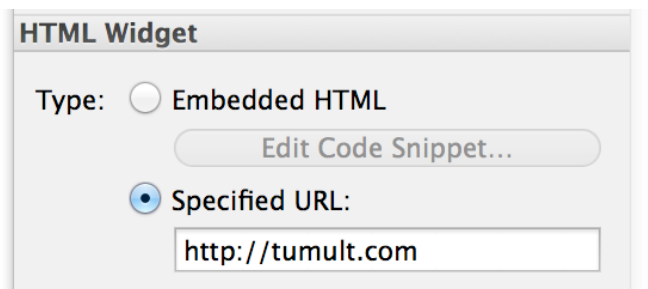 HTML Widget
Type: Embedded HTML
Edit Code Snippet...
Specified URL:
http://tumult.com